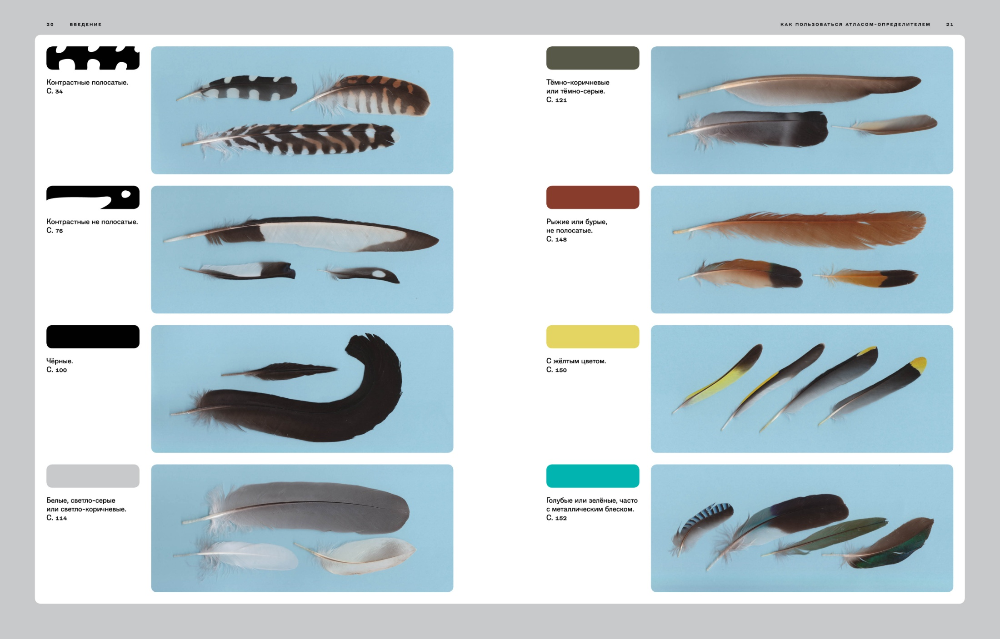 20 ВВЕДЕНИЕ
КАК ПОЛЬЗОВАТЬСЯ АТЛАСОМ-ОПРЕДЕЛИТЕЛЕМ 21
Контрастные полосатые.
С. 34
Контрастные не полосатые.
С. 76
Чёрные.
С. 100
Белые, светло-серые
или светло-коричневые.
С. 114
Тёмно-коричневые
или тёмно-серые.
С. 121
Рыжие или бурые,
не полосатые.
С. 148
С жёлтым цветом.
С. 150
Голубые или зелёные, часто
с металлическим блеском.
С. 152